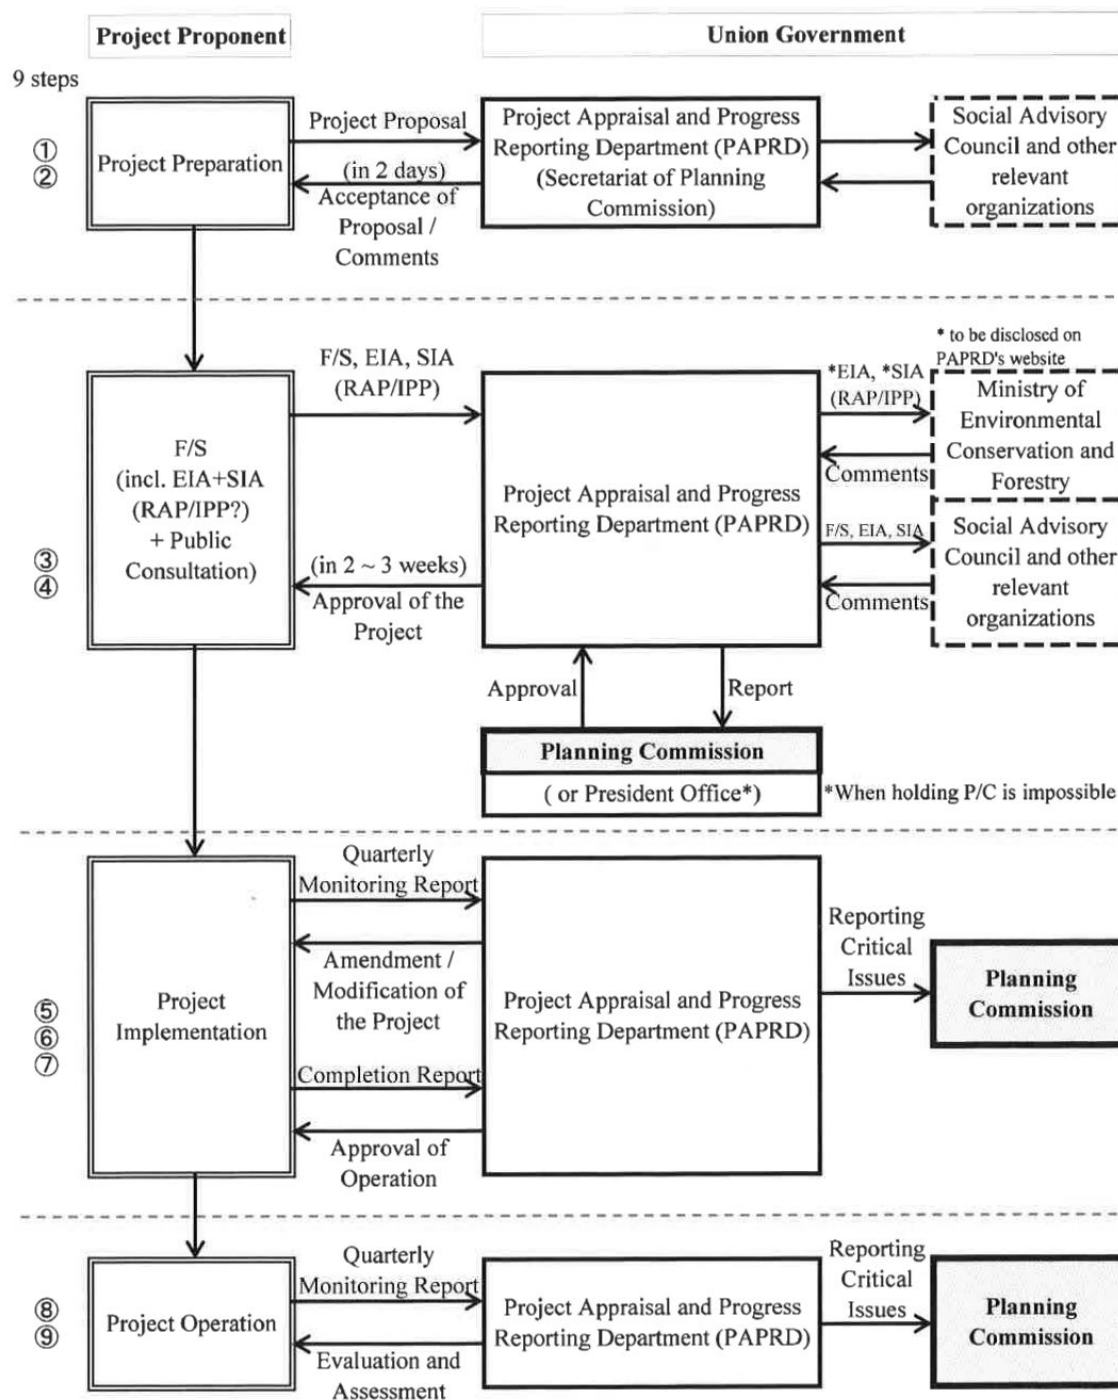 Project Proponent
Union Government
9 steps
①
②
Project Preparation
Project Proposal
(in 2 days)
Acceptance of
Proposal /
Comments
Project Appraisal and Progress
Reporting Department (PAPRD)
(Secretariat of Planning
Commission)
Social Advisory
Council and other
relevant
organizations
③
④
F/S
(incl. EIA+SIA
(RAP/IPP?)
+ Public
Consultation)
F/S, EIA, SIA
(RAP/IPP)
(in 2 ~ 3 weeks)
Approval of the
Project
Project Appraisal and Progress
Reporting Department (PAPRD)
* to be disclosed on
PAPRD's website
*EIA, *SIA
(RAP/IPP)
Comments
Ministry of
Environmental
Conservation and
Forestry
F/S, EIA, SIA
Comments
Social Advisory
Council and other
relevant
organizations
Approval
Report
Planning Commission
( or President Office*)
*When holding P/C is impossible
⑤
⑥
⑦
Project
Implementation
Quarterly
Monitoring Report
Amendment /
Modification of
the Project
Completion Report
Approval of
Operation
Project Appraisal and Progress
Reporting Department (PAPRD)
Reporting
Critical
Issues
Planning
Commission
⑧
⑨
Project Operation
Quarterly
Monitoring Report
Evaluation and
Assessment
Project Appraisal and Progress
Reporting Department (PAPRD)
Reporting
Critical
Issues
Planning
Commission